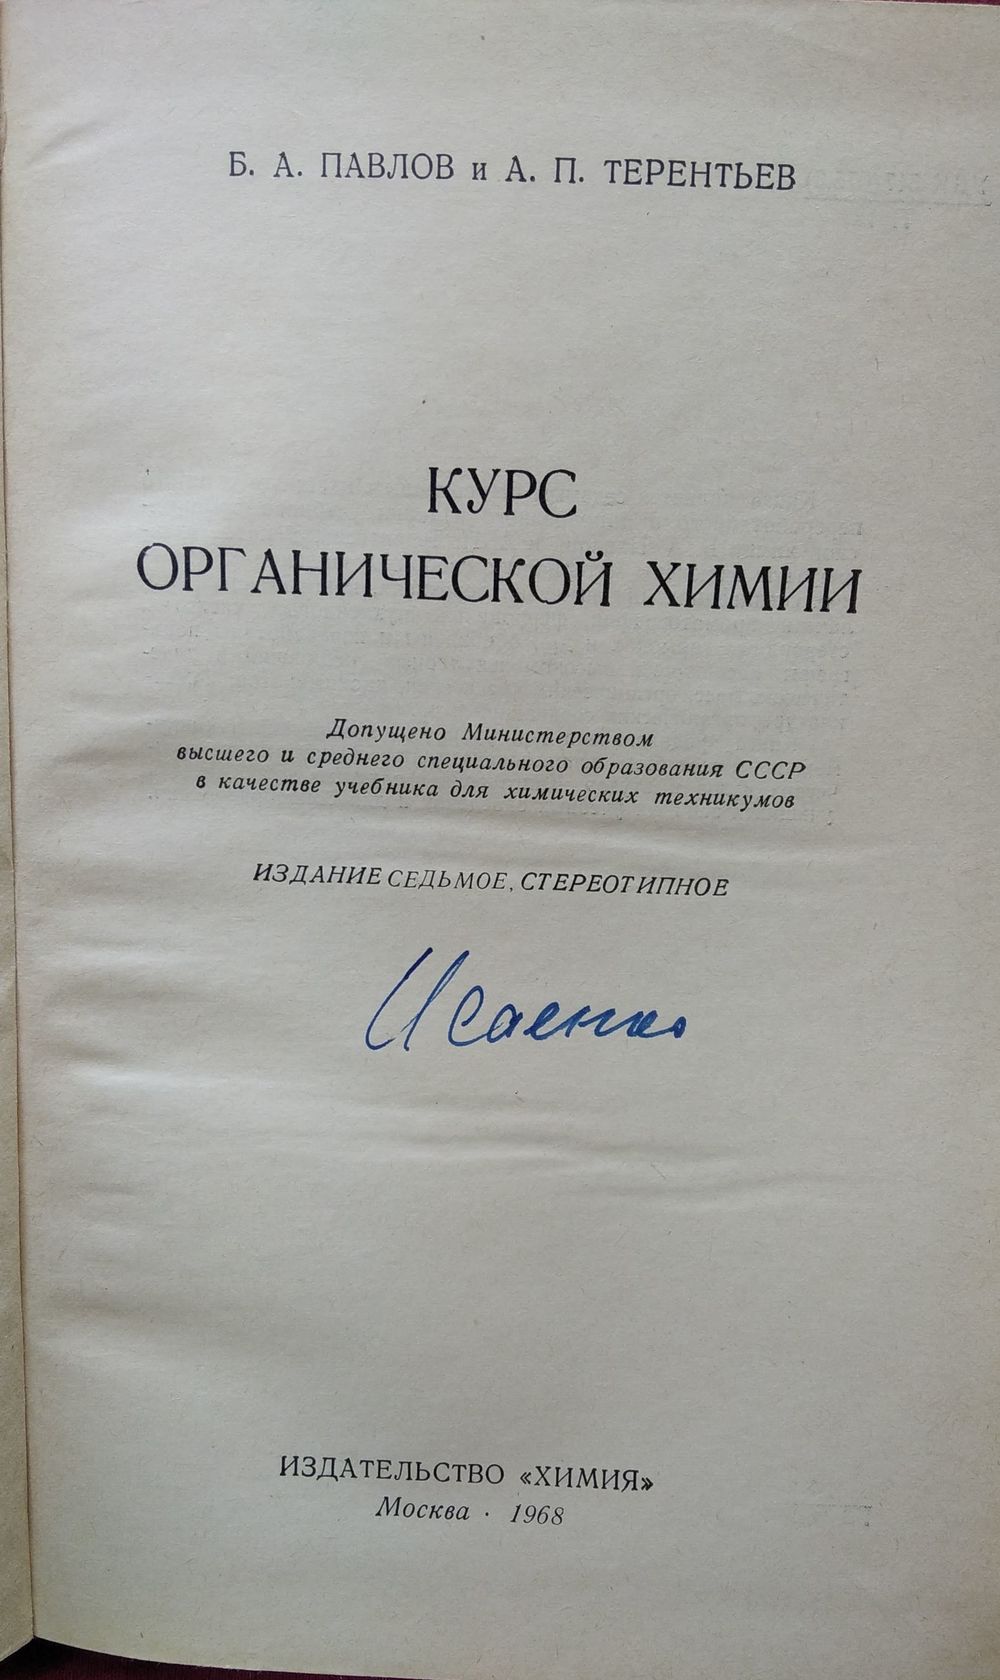 Б. А. ПАВЛОВ и А. П. ТЕРЕНТЬЕВ
КУРС
ОРГАНИЧЕСКОЙ ХИМИИ
Допущено Министерством
высшего и среднего специального образования СССР
в качестве учебника для химических техникумов
ИЗДАНИЕ СЕДЬМОЕ, СТЕРЕОТИПНОЕ
Исаенко
ИЗДАТЕЛЬСТВО «ХИМИЯ»
Москва · 1968